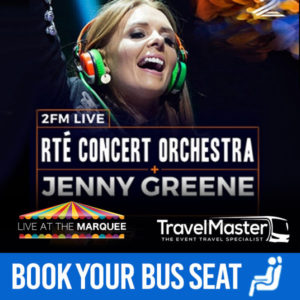 2FM LIVE
RTÉ CONCERT ORCHESTRA
+
JENNY GREENE
LIVE AT THE MARQUEE
TravelMaster
THE EVENT TRAVEL SPECIALIST
BOOK YOUR BUS SEAT